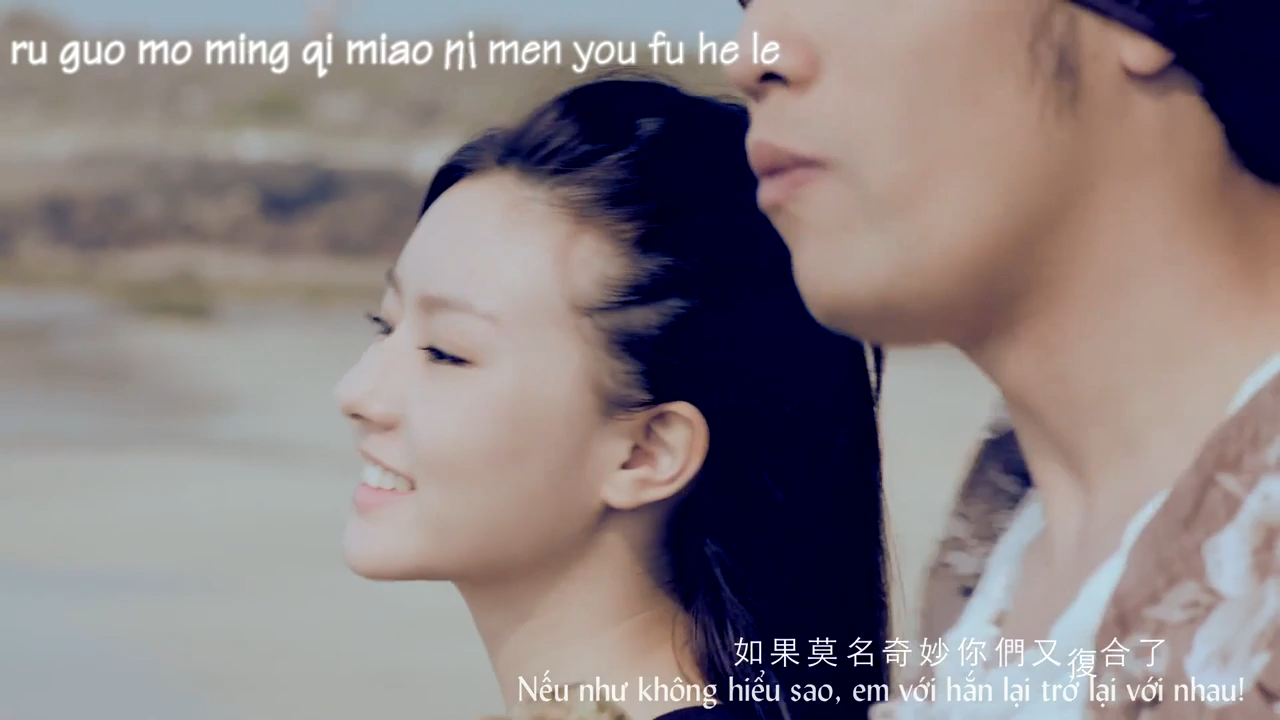 ru guo mo ming qi miao ni men you fu he le
如果莫名奇妙你們又復合了
Nếu như không hiểu sao, em với hắn lại trở lại với nhau!